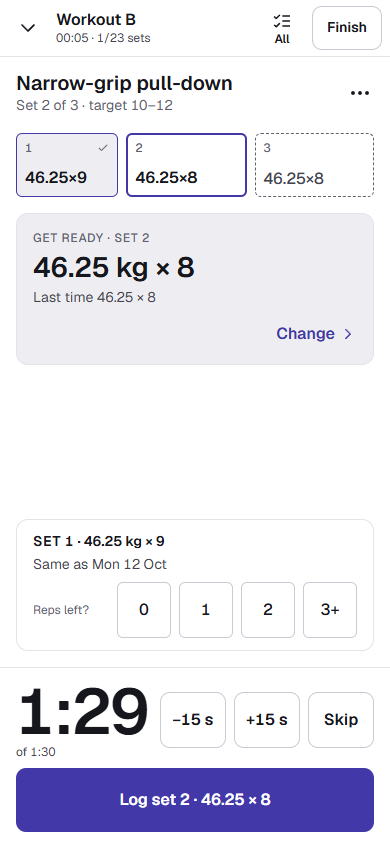 Workout B
00:05 · 1/23 sets
All
Finish
Narrow-grip pull-down
Set 2 of 3 · target 10–12
1
46.25×9
2
46.25×8
3
46.25×8
GET READY · SET 2
46.25 kg × 8
Last time 46.25 × 8
Change
SET 1 · 46.25 kg × 9
Same as Mon 12 Oct
Reps left?
0
1
2
3+
1:29
of 1:30
−15 s
+15 s
Skip
Log set 2 · 46.25 × 8